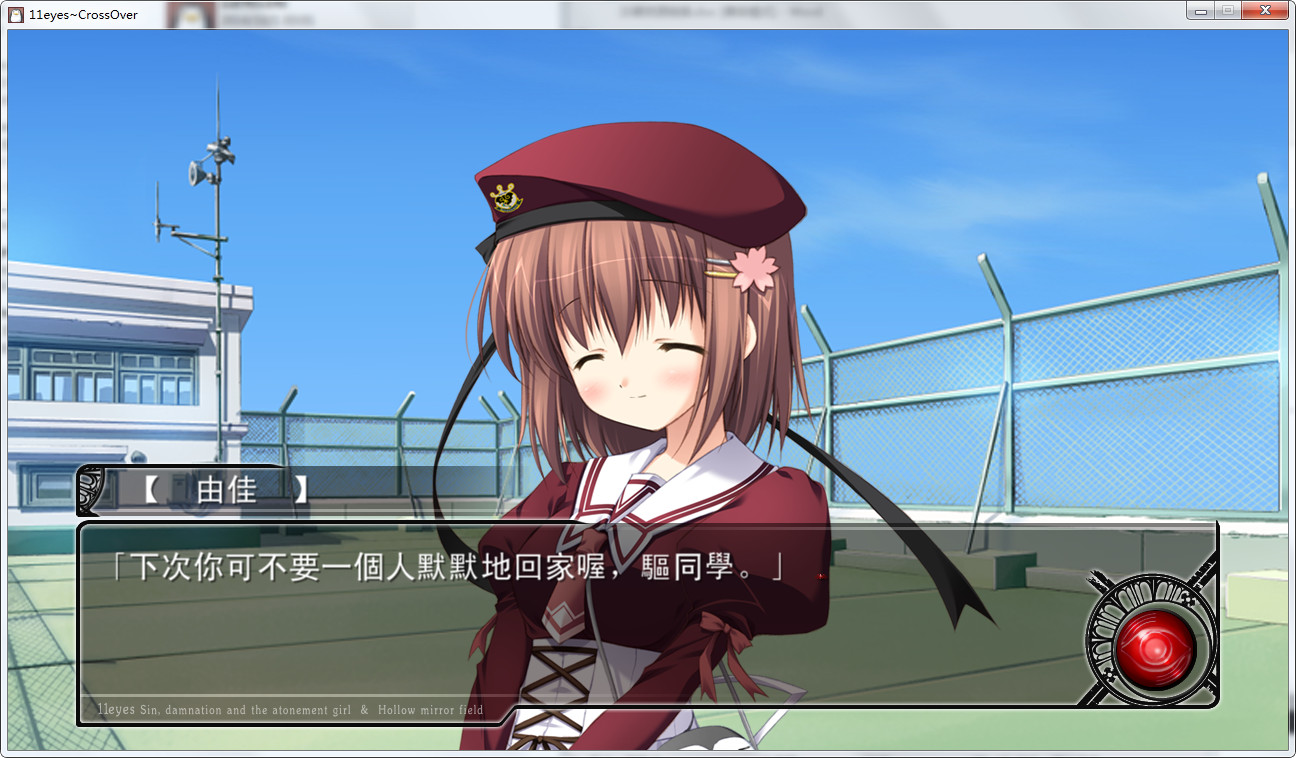 11eyes~CrossOver
【 由佳 】
「下次你可不要一個人默默地回家喔，驅同學。」
11eyes Sin, damnation and the atonement girl & Hollow mirror field